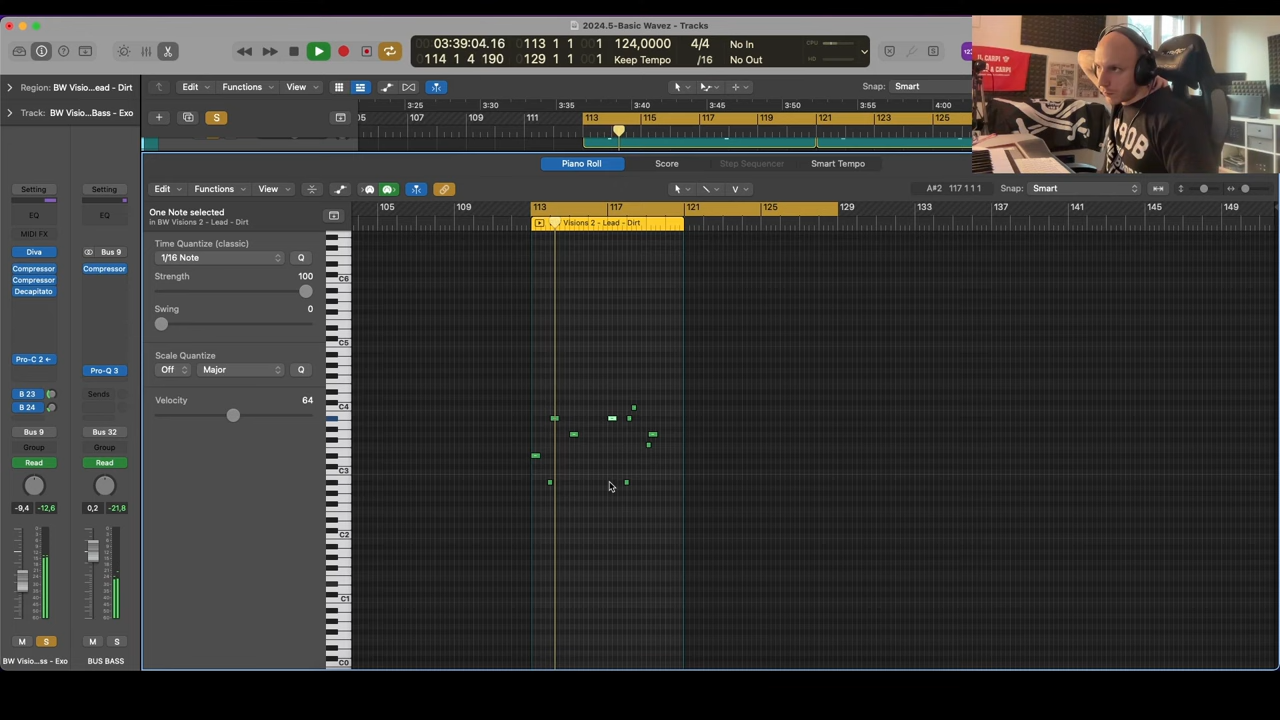 2024.5-Basic Wavez - Tracks
03:39:04.16
0113 1 1 001
124,0000
4/4
No In
CPU
0129 1 1 001
114 1 4 190
Keep Tempo
/16
No Out
HD
Region: BW Visio...ead - Dirt
Edit
Functions
View
Snap:
Smart
3:25
3:30
3:35
3:40
3:45
3:50
3:55
4:00
Track: BW Visio...Bass - Exo
S
107
109
111
113
115
117
119
121
123
125
Piano Roll
Score
Step Sequencer
Smart Tempo
Edit
Functions
View
A#2 117 1 1 1
Snap:
Smart
One Note selected
in BW Visions 2 - Lead - Dirt
105
109
113
117
121
125
129
133
137
141
145
149
Visions 2 - Lead - Dirt
Time Quantize (classic)
1/16 Note
Q
Strength
100
Swing
0
Scale Quantize
Off
Major
Q
Velocity
64
C6
C5
C4
C3
C2
C1
C0
Setting
Setting
EQ
EQ
MIDI FX
Diva
Bus 9
Compressor
Compressor
Compressor
Decapitato
Pro-C 2
Pro-Q 3
B 23
Sends
B 24
Bus 9
Bus 32
Group
Group
Read
Read
-9,4
-12,6
0,2
-21,8
M
S
M
S
BW Visio...ss - Exo
BUS BASS